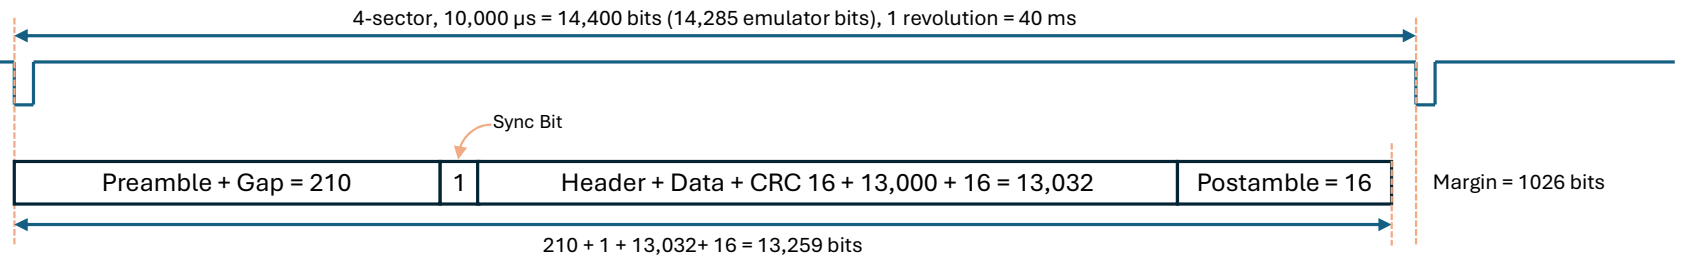 4-sector, 10,000 µs = 14,400 bits (14,285 emulator bits), 1 revolution = 40 ms
Sync Bit
Preamble + Gap = 210
1
Header + Data + CRC 16 + 13,000 + 16 = 13,032
Postamble = 16
Margin = 1026 bits
210 + 1 + 13,032+ 16 = 13,259 bits